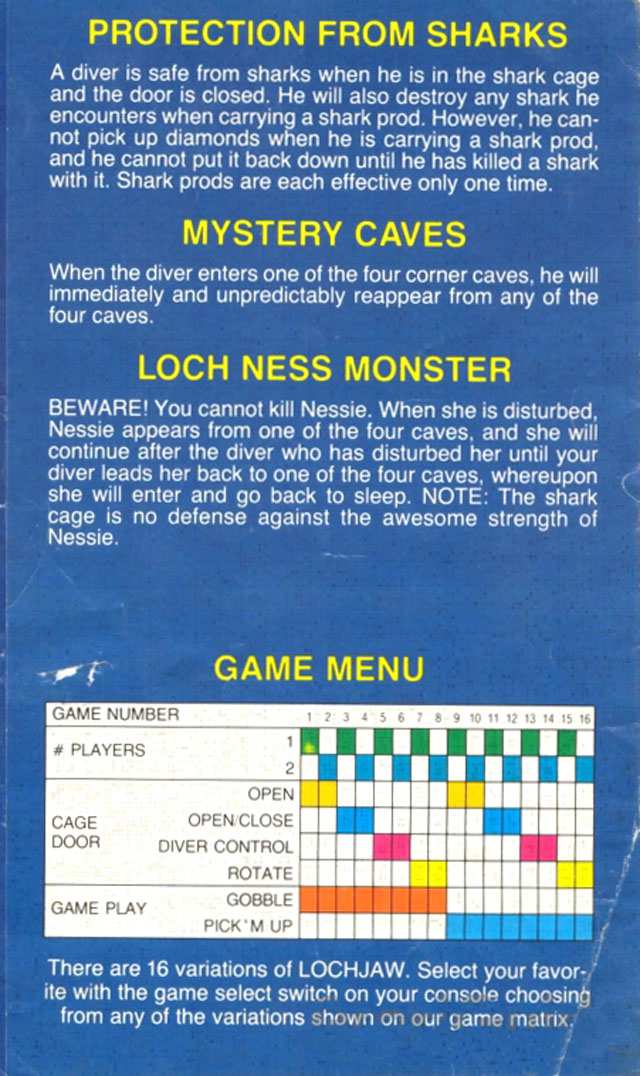 PROTECTION FROM SHARKS
A diver is safe from sharks when he is in the shark cage
and the door is closed. He will also destroy any shark he
encounters when carrying a shark prod. However, he can-
not pick up diamonds when he is carrying a shark prod,
and he cannot put it back down until he has killed a shark
with it. Shark prods are each effective only one time.
MYSTERY CAVES
When the diver enters one of the four corner caves, he will
immediately and unpredictably reappear from any of the
four caves.
LOCH NESS MONSTER
BEWARE! You cannot kill Nessie. When she is disturbed,
Nessie appears from one of the four caves, and she will
continue after the diver who has disturbed her until your
diver leads her back to one of the four caves, whereupon
she will enter and go back to sleep. NOTE: The shark
cage is no defense against the awesome strength of
Nessie.
GAME MENU
GAME NUMBER 1 2 3 4 5 6 7 8 9 10 11 12 13 14 15 16
# PLAYERS 1
2
CAGE DOOR OPEN
OPEN/CLOSE
DIVER CONTROL
ROTATE
GAME PLAY GOBBLE
PICK'M UP
There are 16 variations of LOCHJAW. Select your favor-
ite with the game select switch on your console choosing
from any of the variations shown on our game matrix.